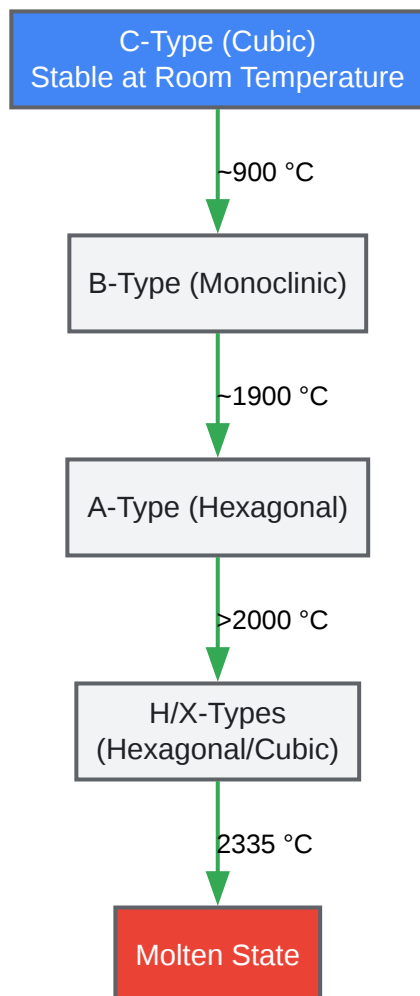 C-Type (Cubic)
Stable at Room Temperature
~900 °C
B-Type (Monoclinic)
~1900 °C
A-Type (Hexagonal)
>2000 °C
H/X-Types
(Hexagonal/Cubic)
2335 °C
Molten State